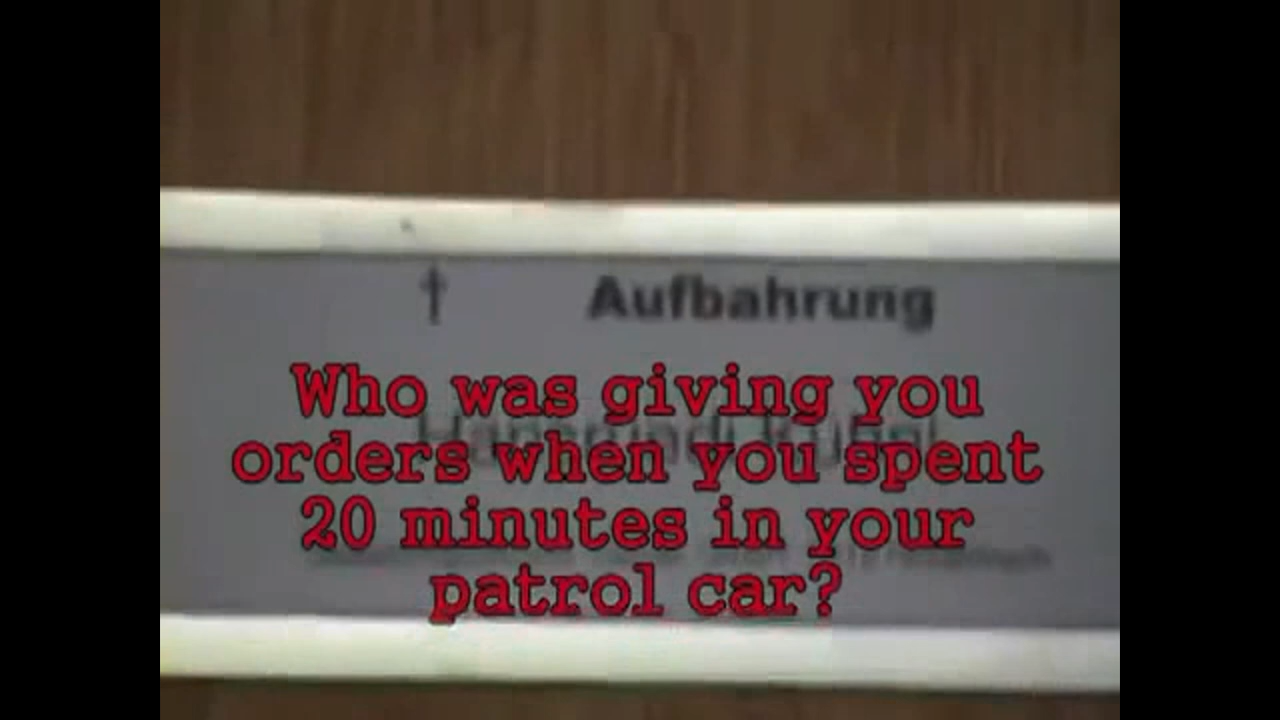 † Aufbahrung
Who was giving you
orders when you spent
20 minutes in your
patrol car?